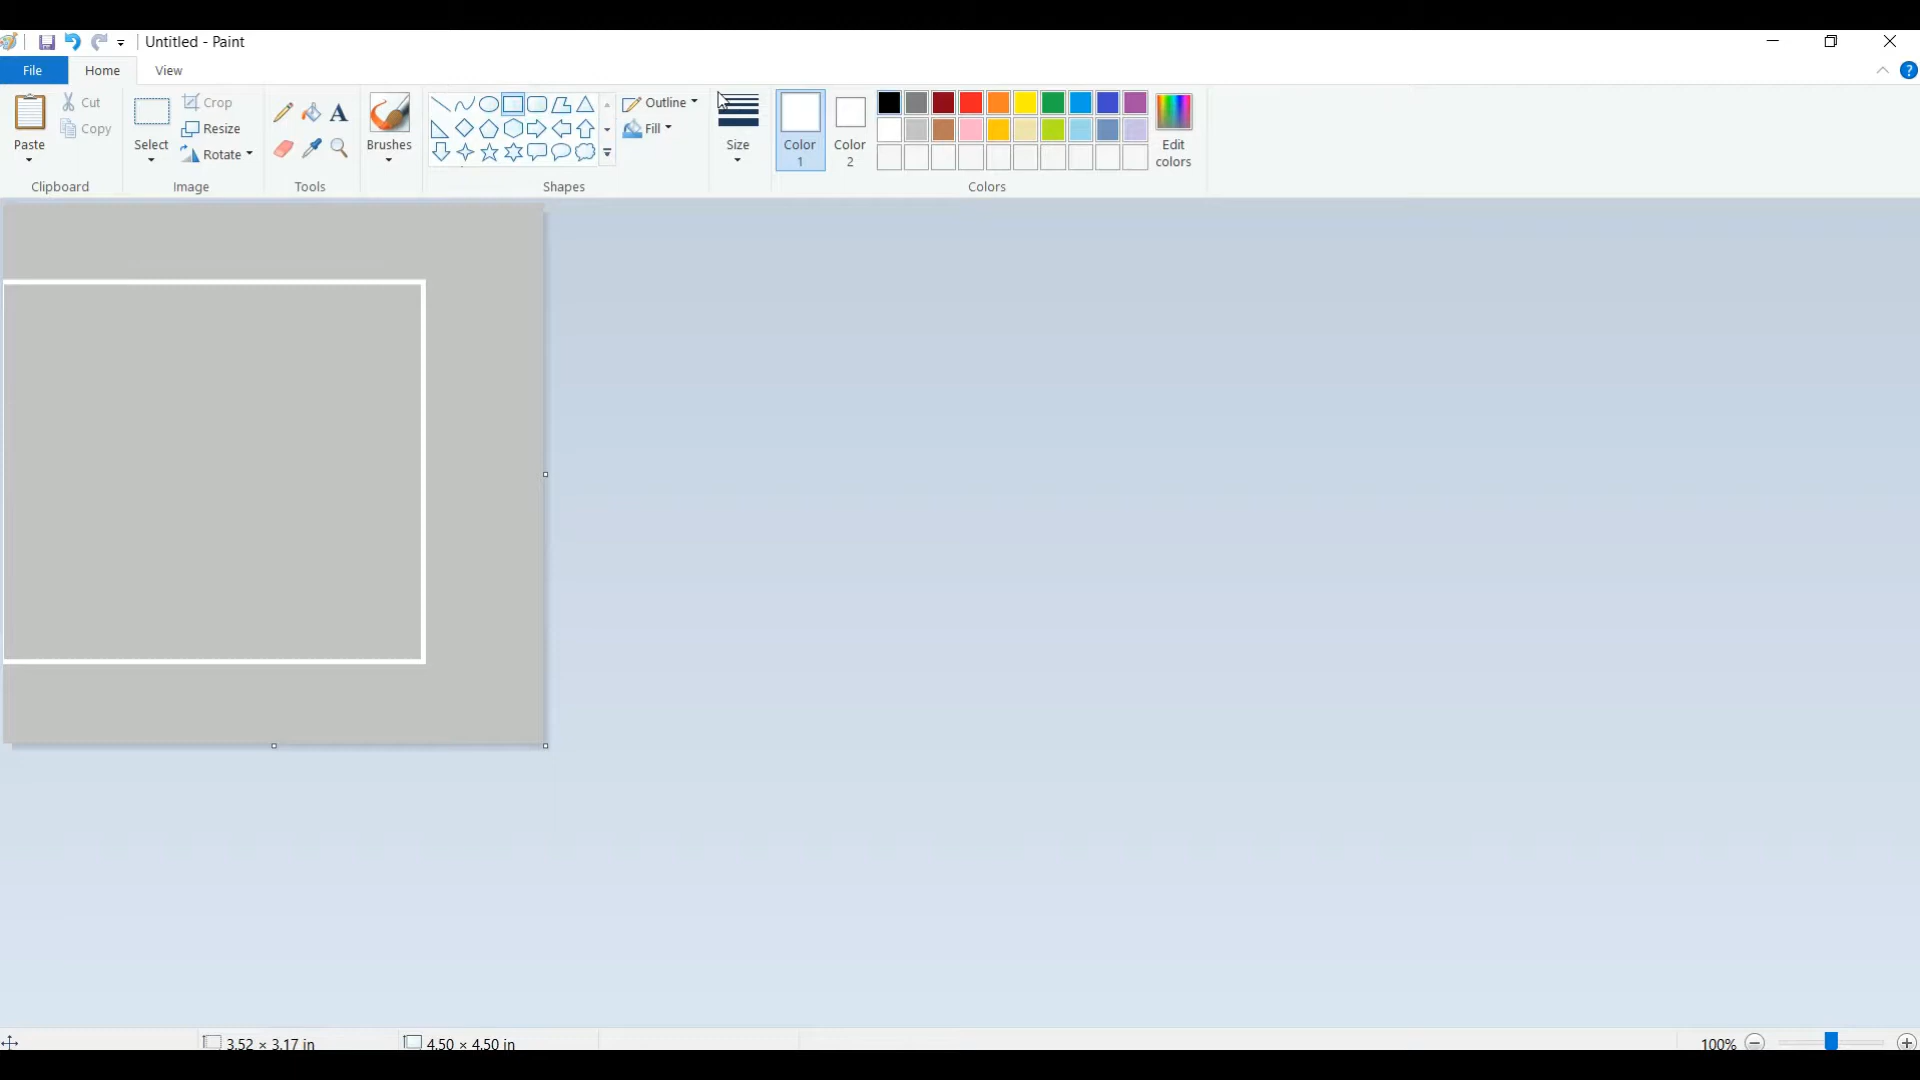 Untitled - Paint
File Home View
Paste Cut Copy Select Crop Resize Rotate A Brushes Outline Fill Size Color 1 Color 2 Edit colors
Clipboard Image Tools Shapes Colors
3.52 × 3.17 in 4.50 × 4.50 in 100%